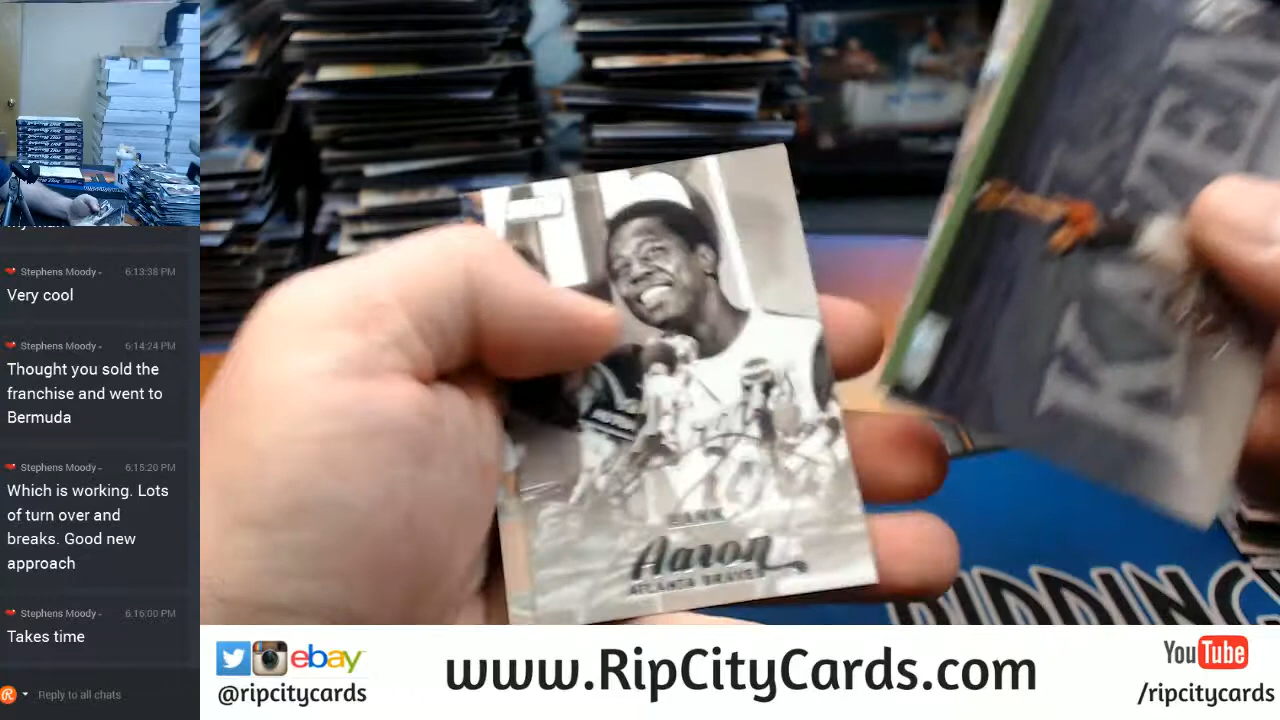 Stephens Moody- 6:13:38 PM
Very cool
Stephens Moody- 6:14:24 PM
Thought you sold the
franchise and went to
Bermuda
Stephens Moody- 6:15:20 PM
Which is working. Lots
of turn over and
breaks. Good new
approach
Stephens Moody- 6:16:00 PM
Takes time
Reply to all chats
HANK
Aaron
ATLANTA BRAVES
ebay
@ripcitycards
www.RipCityCards.com
YouTube
/ripcitycards